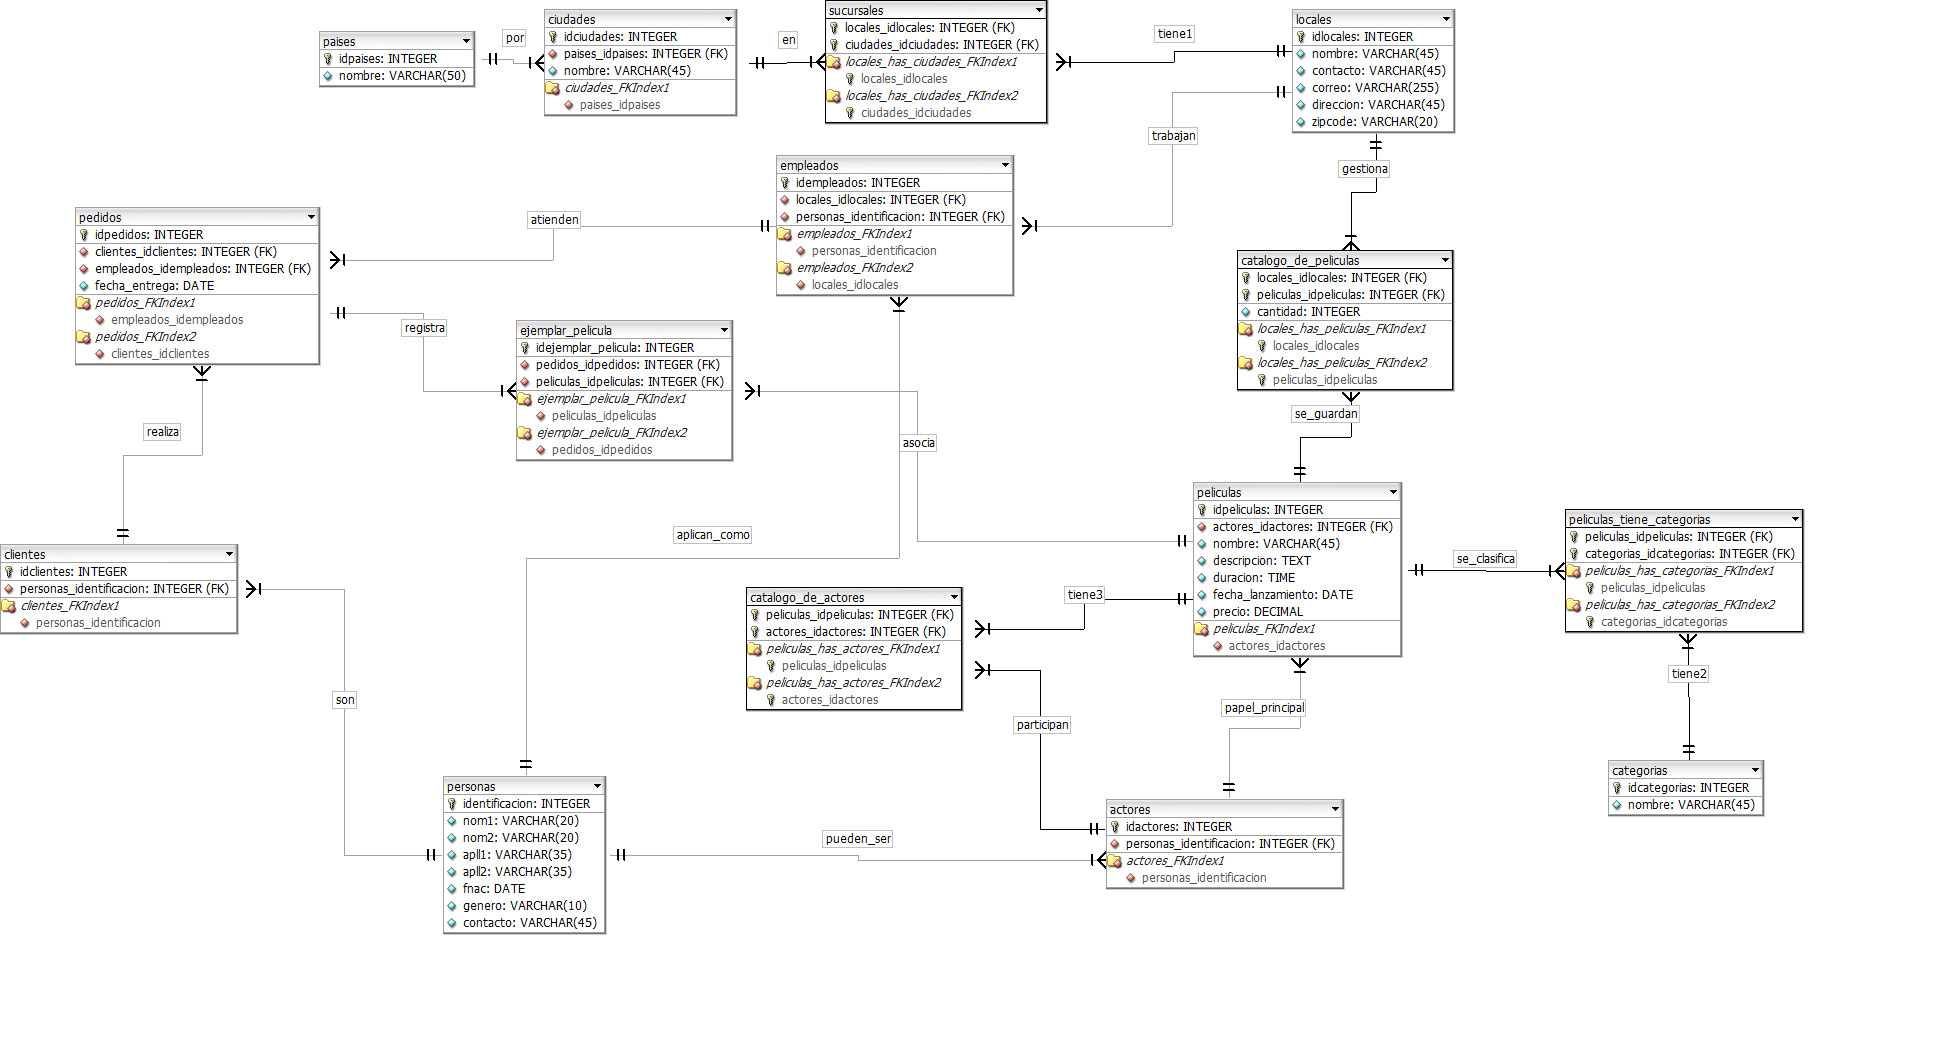 paises
idpaises: INTEGER
nombre: VARCHAR(50)
por
ciudades
idciudades: INTEGER
paises_idpaises: INTEGER (FK)
nombre: VARCHAR(45)
ciudades_FKIndex1
paises_idpaises
en
sucursales
locales_idlocales: INTEGER (FK)
ciudades_idciudades: INTEGER (FK)
locales_has_ciudades_FKIndex1
locales_idlocales
locales_has_ciudades_FKIndex2
ciudades_idciudades
tiene1
locales
idlocales: INTEGER
nombre: VARCHAR(45)
contacto: VARCHAR(45)
correo: VARCHAR(255)
direccion: VARCHAR(45)
zipcode: VARCHAR(20)
trabajan
gestiona
empleados
idempleados: INTEGER
locales_idlocales: INTEGER (FK)
personas_identificacion: INTEGER (FK)
empleados_FKIndex1
personas_identificacion
empleados_FKIndex2
locales_idlocales
atienden
pedidos
idpedidos: INTEGER
clientes_idclientes: INTEGER (FK)
empleados_idempleados: INTEGER (FK)
fecha_entrega: DATE
pedidos_FKIndex1
empleados_idempleados
pedidos_FKIndex2
clientes_idclientes
registra
ejemplar_pelicula
idejemplar_pelicula: INTEGER
pedidos_idpedidos: INTEGER (FK)
peliculas_idpeliculas: INTEGER (FK)
ejemplar_pelicula_FKIndex1
peliculas_idpeliculas
ejemplar_pelicula_FKIndex2
pedidos_idpedidos
catalogo_de_peliculas
locales_idlocales: INTEGER (FK)
peliculas_idpeliculas: INTEGER (FK)
cantidad: INTEGER
locales_has_peliculas_FKIndex1
locales_idlocales
locales_has_peliculas_FKIndex2
peliculas_idpeliculas
se_guardan
realiza
asocia
aplican_como
clientes
idclientes: INTEGER
personas_identificacion: INTEGER (FK)
clientes_FKIndex1
personas_identificacion
peliculas
idpeliculas: INTEGER
actores_idactores: INTEGER (FK)
nombre: VARCHAR(45)
descripcion: TEXT
duracion: TIME
fecha_lanzamiento: DATE
precio: DECIMAL
peliculas_FKIndex1
actores_idactores
se_clasifica
peliculas_tiene_categorias
peliculas_idpeliculas: INTEGER (FK)
categorias_idcategorias: INTEGER (FK)
peliculas_has_categorias_FKIndex1
peliculas_idpeliculas
peliculas_has_categorias_FKIndex2
categorias_idcategorias
tiene3
catalogo_de_actores
peliculas_idpeliculas: INTEGER (FK)
actores_idactores: INTEGER (FK)
peliculas_has_actores_FKIndex1
peliculas_idpeliculas
peliculas_has_actores_FKIndex2
actores_idactores
tiene2
son
participan
papel_principal
categorias
idcategorias: INTEGER
nombre: VARCHAR(45)
personas
identificacion: INTEGER
nom1: VARCHAR(20)
nom2: VARCHAR(20)
apll1: VARCHAR(35)
apll2: VARCHAR(35)
fnac: DATE
genero: VARCHAR(10)
contacto: VARCHAR(45)
pueden_ser
actores
idactores: INTEGER
personas_identificacion: INTEGER (FK)
actores_FKIndex1
personas_identificacion